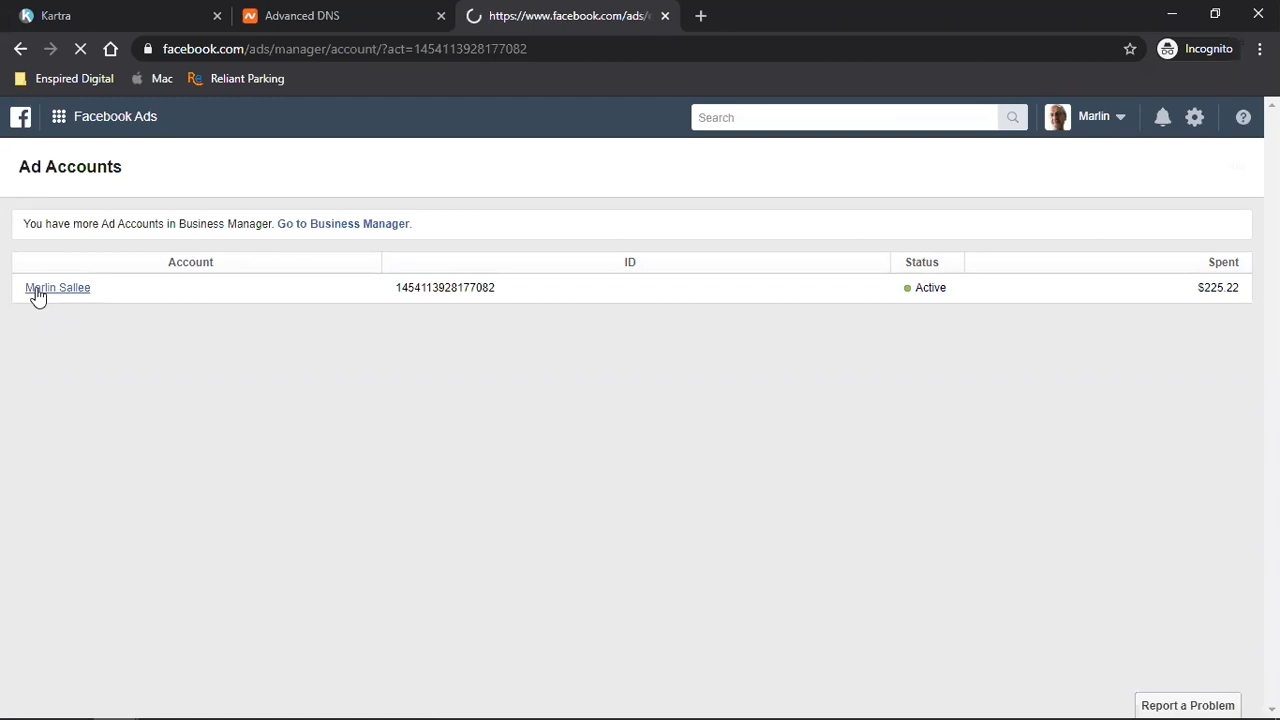 Kartra
Advanced DNS
https://www.facebook.com/ads/
facebook.com/ads/manager/account/?act=1454113928177082
Incognito
Enspired Digital
Mac
Reliant Parking
Facebook Ads
Search
Marlin
Ad Accounts
You have more Ad Accounts in Business Manager. Go to Business Manager.
Account ID Status Spent
Marlin Sallee 1454113928177082 Active $225.22
Report a Problem